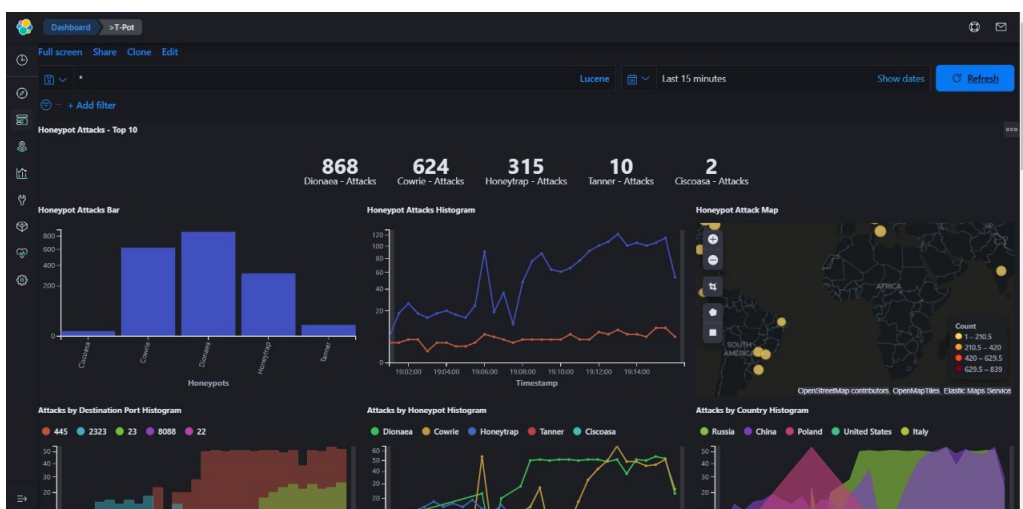 Dashboard >T-Pot
Full screen Share Clone Edit
* Lucene Last 15 minutes Show dates Refresh
+ Add filter
Honeypot Attacks - Top 10
868 624 315 10 2
Dionaea - Attacks Cowrie - Attacks Honeytrap - Attacks Tanner - Attacks Ciscoasa - Attacks
Honeypot Attacks Bar
800
600
400
200
0
Ciscoasa Cowrie Dionaea Honeytrap Tanner
Honeypots
Honeypot Attacks Histogram
120
100
80
60
40
20
0
19:02:00 19:04:00 19:06:00 19:08:00 19:10:00 19:12:00 19:14:00
Timestamp
Honeypot Attack Map
AFRICA
SOUTH
AMERICA
Count
1 – 210.5
210.5 – 420
420 – 629.5
629.5 – 839
OpenStreetMap contributors, OpenMapTiles, Elastic Maps Service
Attacks by Destination Port Histogram
445 2323 23 8088 22
50
40
30
20
Attacks by Honeypot Histogram
Dionaea Cowrie Honeytrap Tanner Ciscoasa
60
50
40
30
20
Attacks by Country Histogram
Russia China Poland United States Italy
50
40
30
20